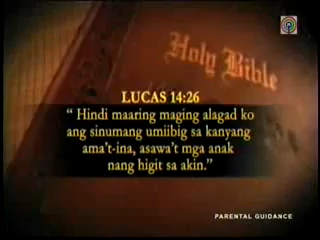 Holy Bible
LUCAS 14:26
“ Hindi maaring maging alagad ko
ang sinumang umiibig sa kanyang
ama’t-ina, asawa’t mga anak
nang higit sa akin.”
PARENTAL GUIDANCE